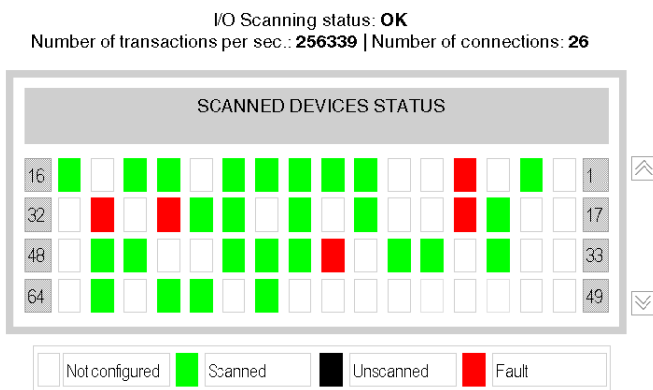 I/O Scanning status: OK
Number of transactions per sec.: 256339 | Number of connections: 26
SCANNED DEVICES STATUS
16 1
32 17
48 33
64 49
Not configured Scanned Unscanned Fault